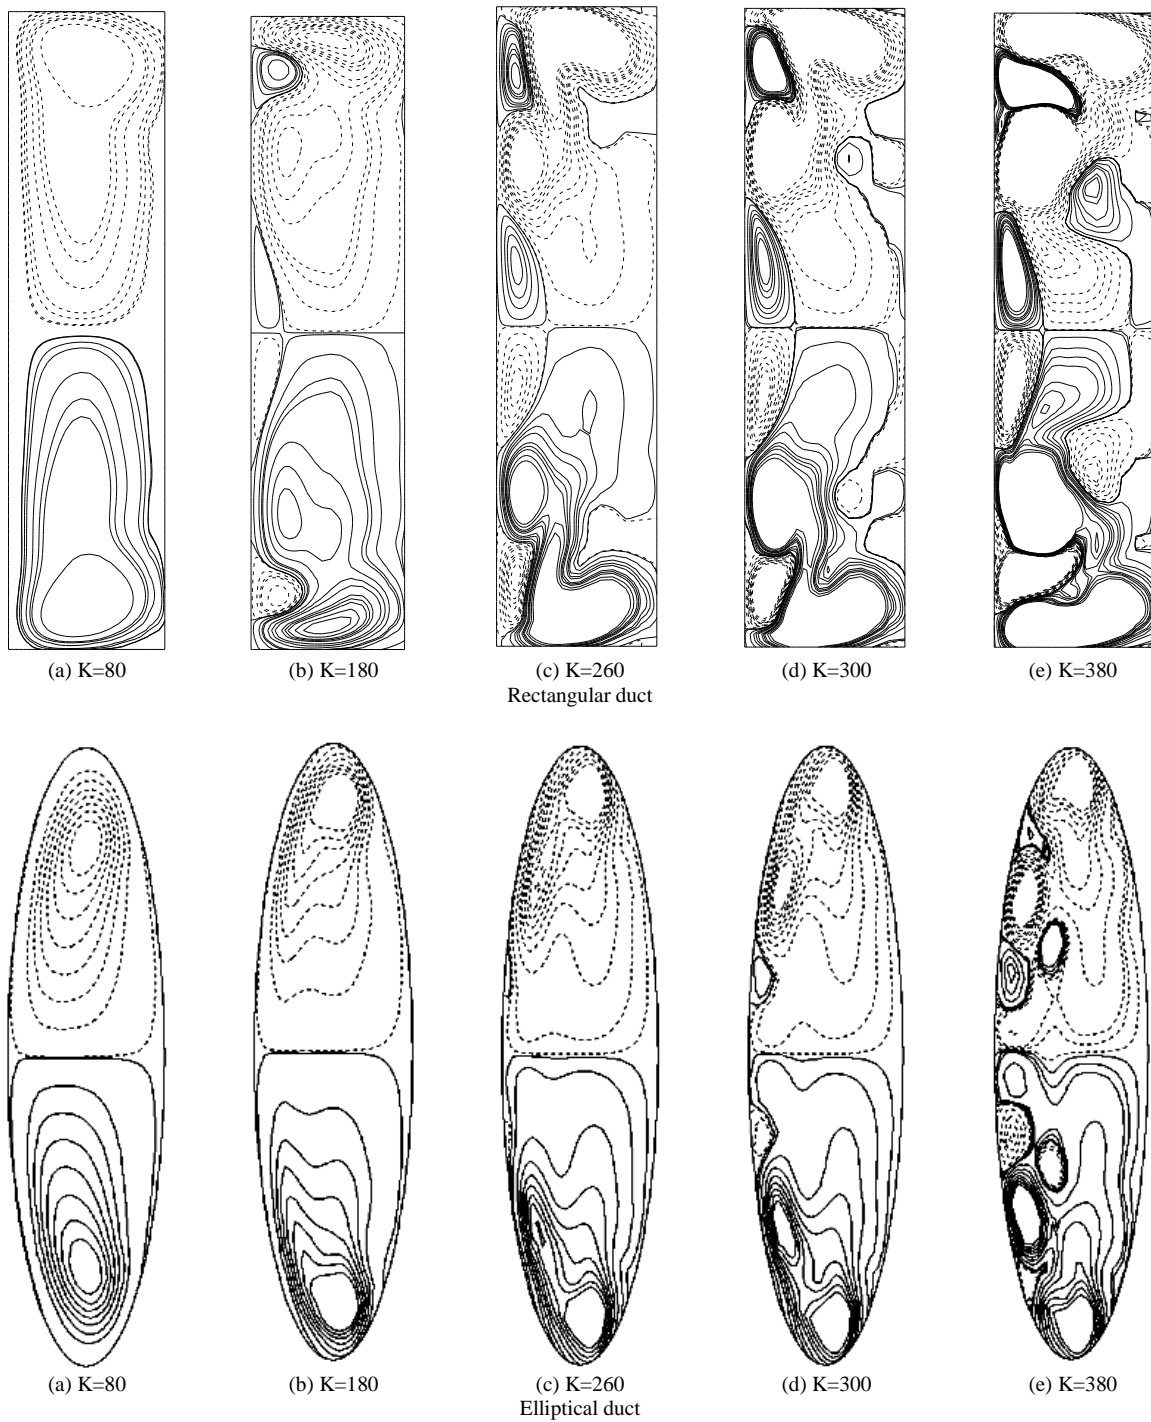 (a) K=80 (b) K=180 (c) K=260 (d) K=300 (e) K=380
Rectangular duct
(a) K=80 (b) K=180 (c) K=260 (d) K=300 (e) K=380
Elliptical duct